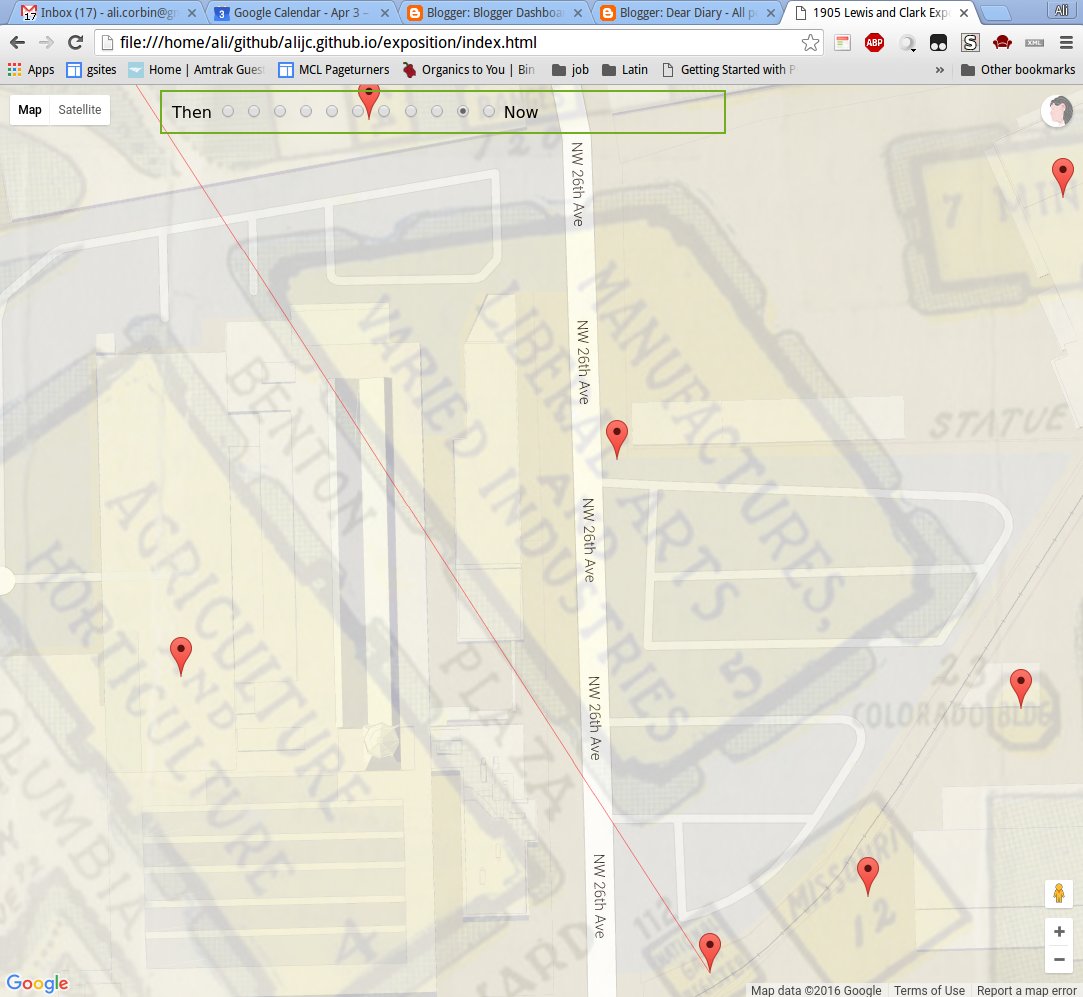 Ali
Inbox (17) - ali.corbin@gm
Google Calendar - Apr 3 -
Blogger: Blogger Dashboa
Blogger: Dear Diary - All p
1905 Lewis and Clark Exp
file:///home/ali/github/alijc.github.io/exposition/index.html
Apps
gsites
Home | Amtrak Gues
MCL Pageturners
Organics to You | Bin
job
Latin
Getting Started with P
»
Other bookmarks
Map
Satellite
Then
Now
120
NW 26th Ave
7 MINI
NW 26th Ave
MANUFACTURES,
LIBERAL ARTS
AND
VARIED INDUSTRIES
5
BENTON
STATUE
NW 26th Ave
AGRICULTURE
AND
HORTICULTURE
PLAZA
23
COLORADO BLDG
NW 26th Ave
COLUMBIA
MISSOURI
12
NW 26th Ave
ARD
Google
Map data ©2016 Google
Terms of Use
Report a map error